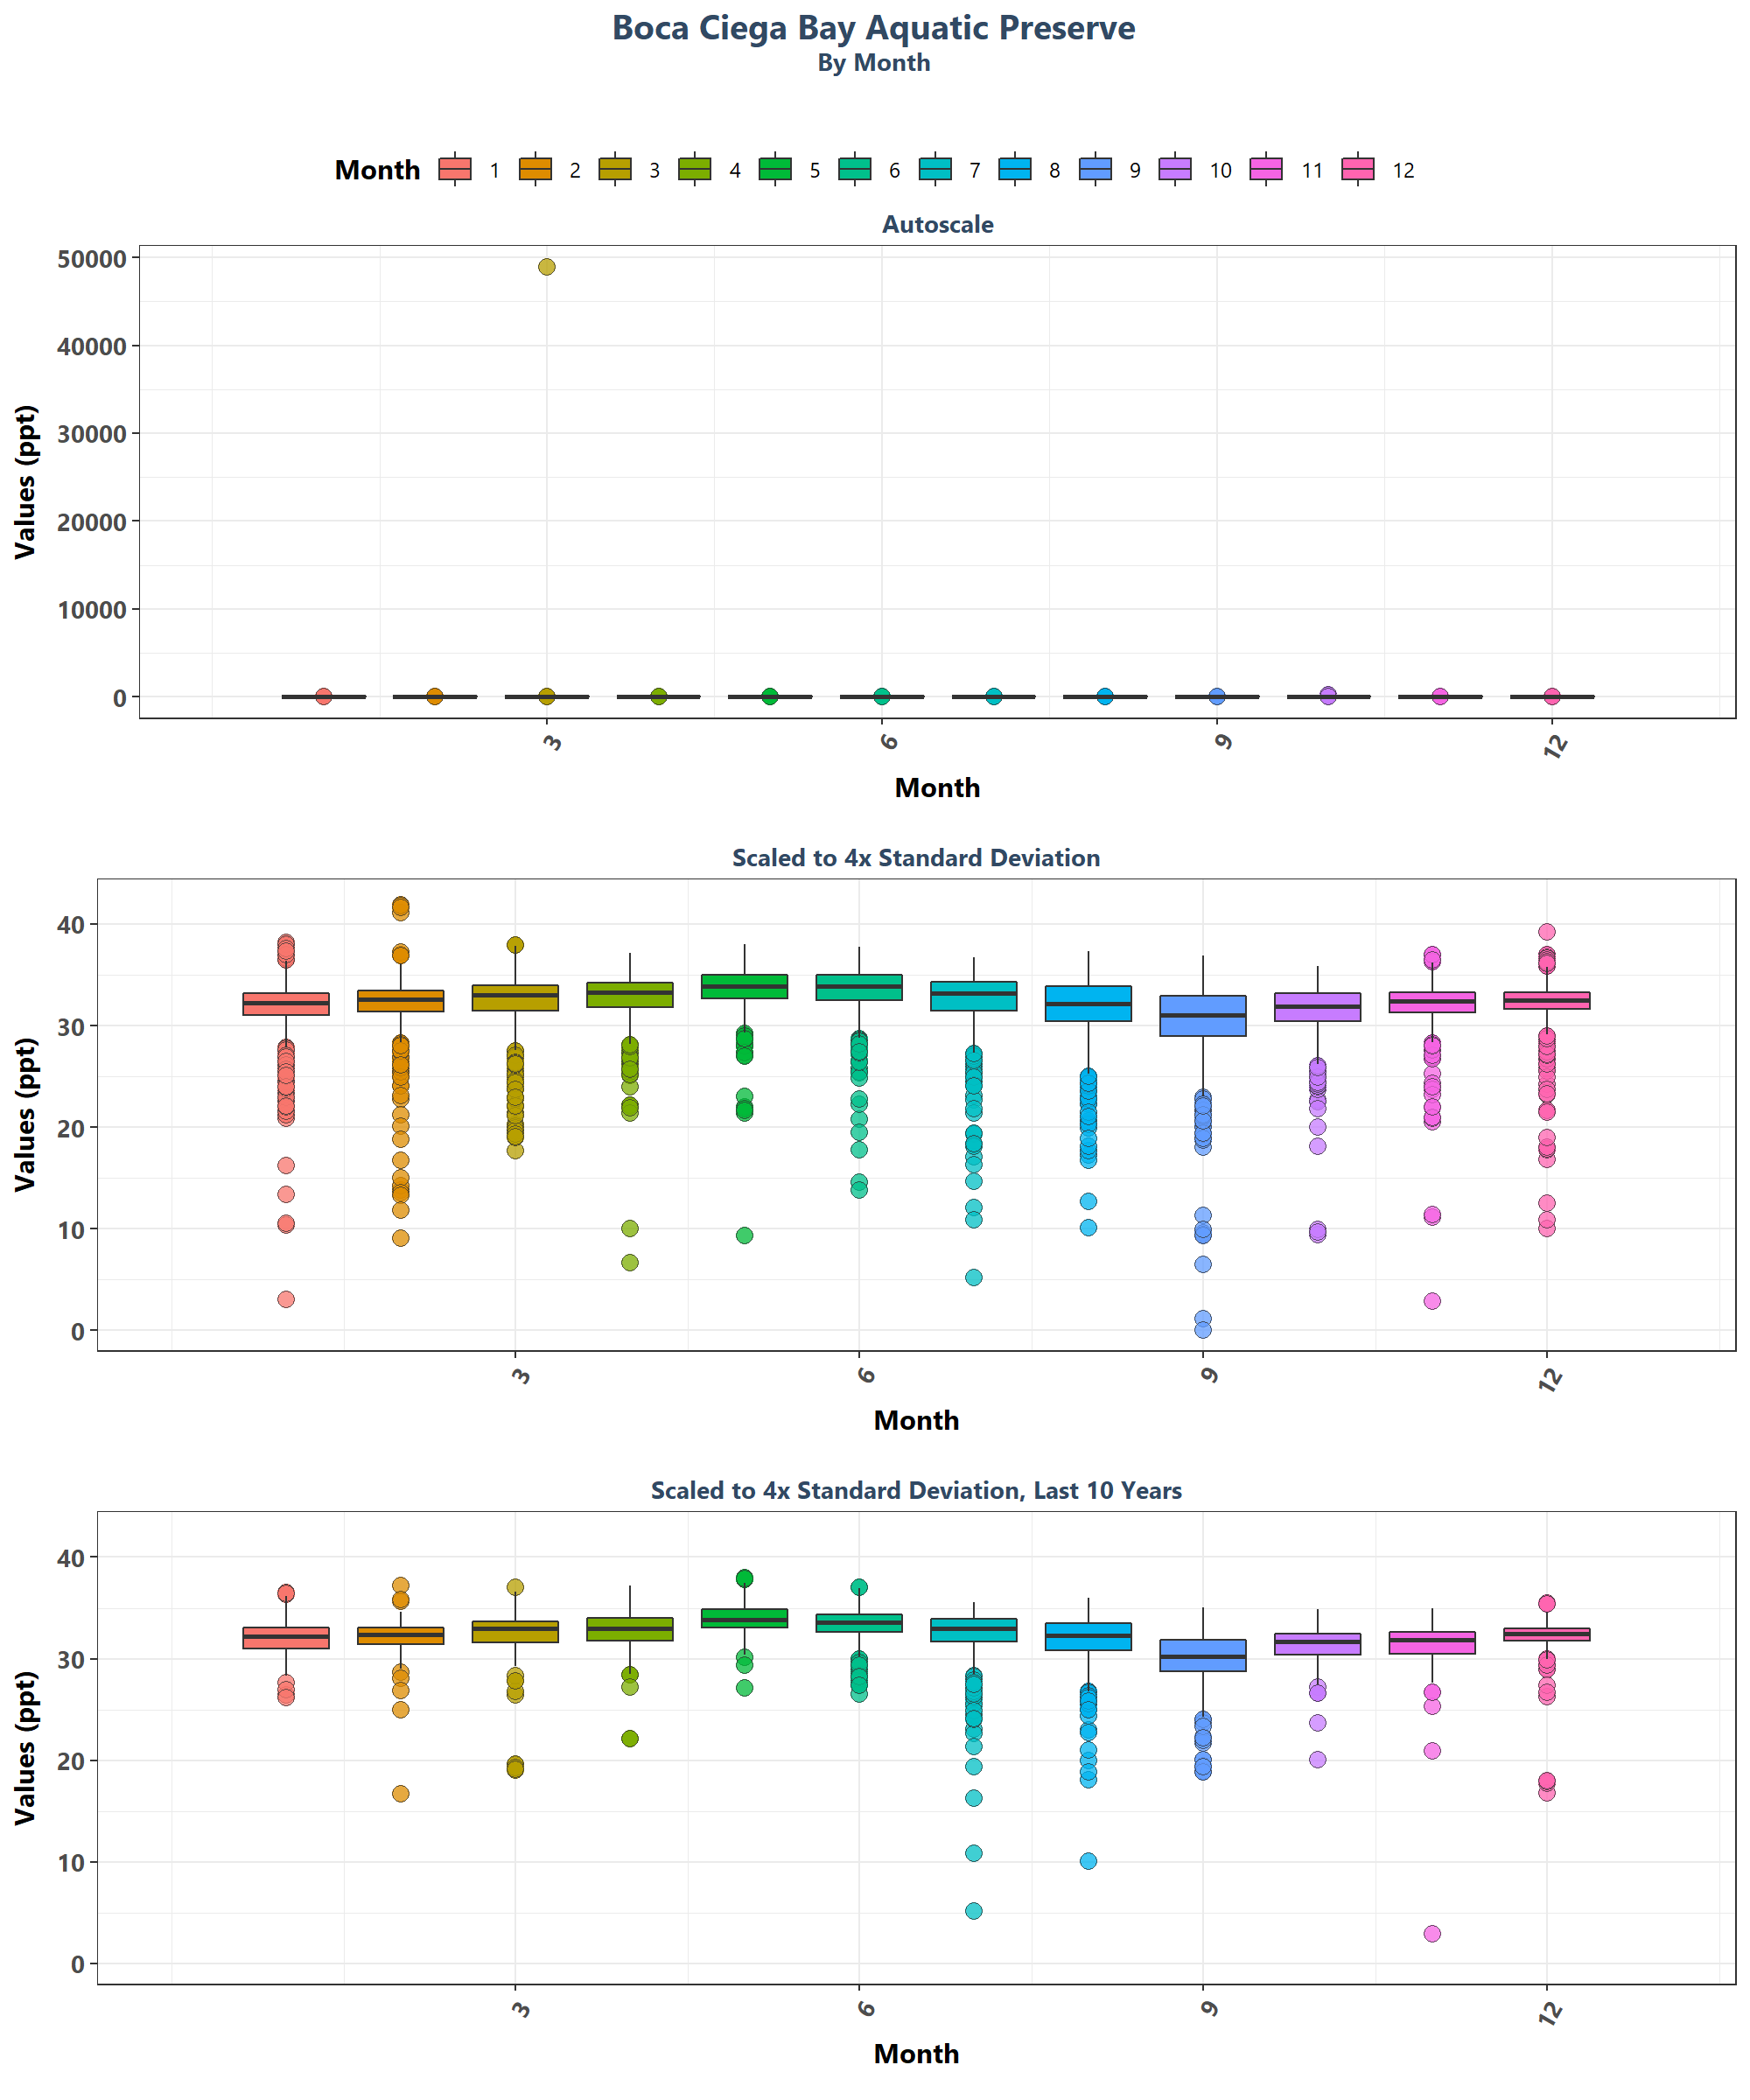 Boca Ciega Bay Aquatic Preserve
By Month
Month 1 2 3 4 5 6 7 8 9 10 11 12
Autoscale
Values (ppt)
50000
40000
30000
20000
10000
0
3 6 9 12
Month
Scaled to 4x Standard Deviation
Values (ppt)
40
30
20
10
0
3 6 9 12
Month
Scaled to 4x Standard Deviation, Last 10 Years
Values (ppt)
40
30
20
10
0
3 6 9 12
Month